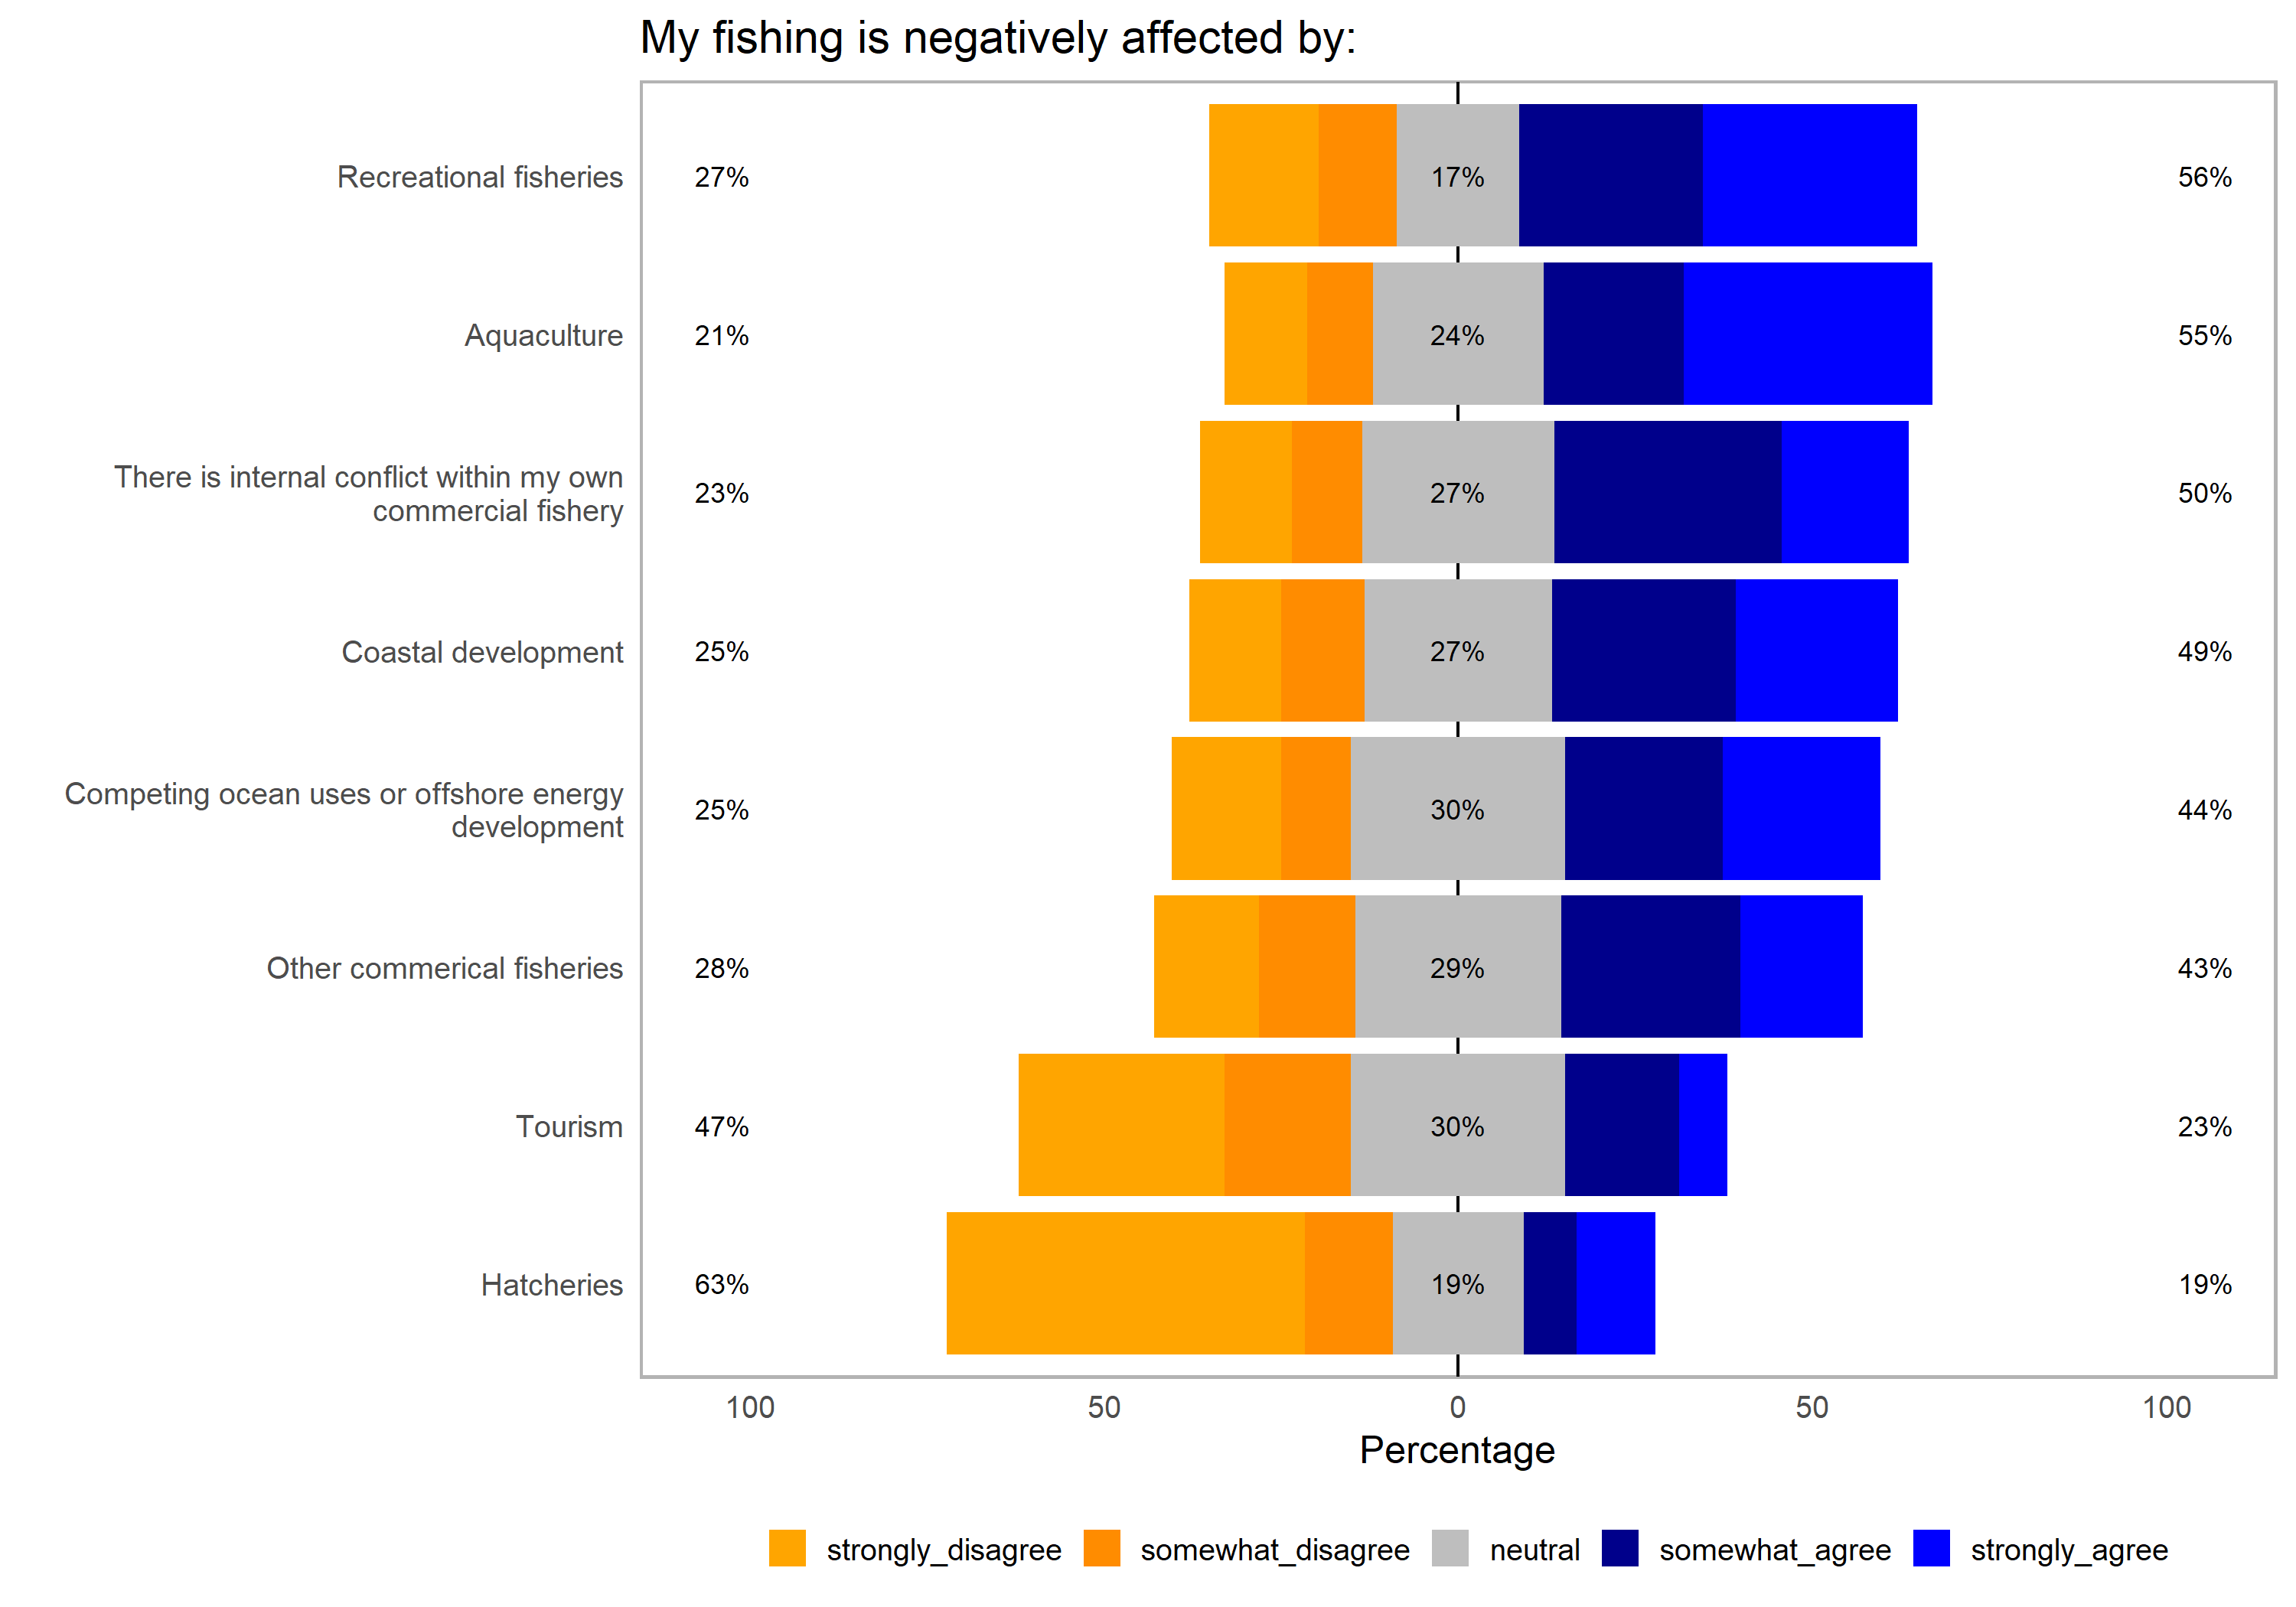 My fishing is negatively affected by:
Recreational fisheries 27% 17% 56%
Aquaculture 21% 24% 55%
There is internal conflict within my own
commercial fishery 23% 27% 50%
Coastal development 25% 27% 49%
Competing ocean uses or offshore energy
development 25% 30% 44%
Other commerical fisheries 28% 29% 43%
Tourism 47% 30% 23%
Hatcheries 63% 19% 19%
100 50 0 50 100
Percentage
strongly_disagree somewhat_disagree neutral somewhat_agree strongly_agree